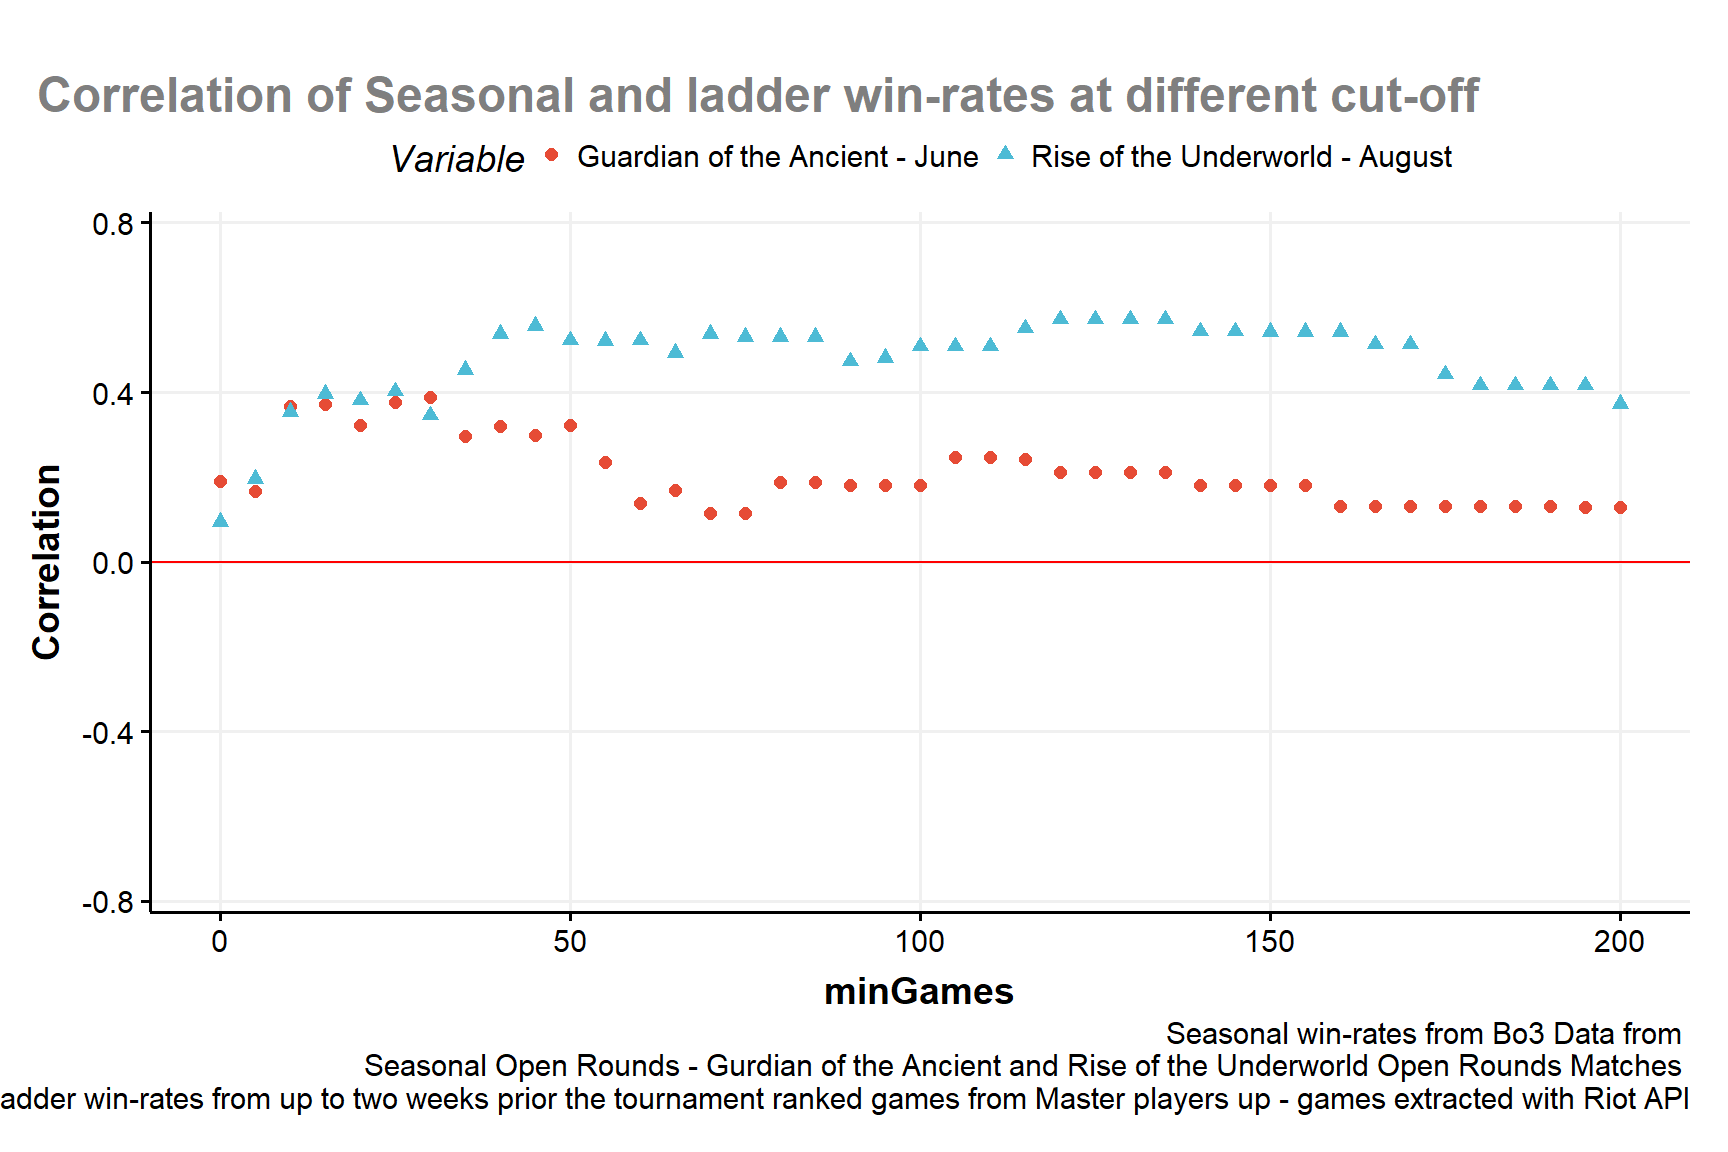 Correlation of Seasonal and ladder win-rates at different cut-off
Variable Guardian of the Ancient - June Rise of the Underworld - August
0.8
0.4
0.0
-0.4
-0.8
Correlation
0 50 100 150 200
minGames
Seasonal win-rates from Bo3 Data from
Seasonal Open Rounds - Gurdian of the Ancient and Rise of the Underworld Open Rounds Matches
adder win-rates from up to two weeks prior the tournament ranked games from Master players up - games extracted with Riot API